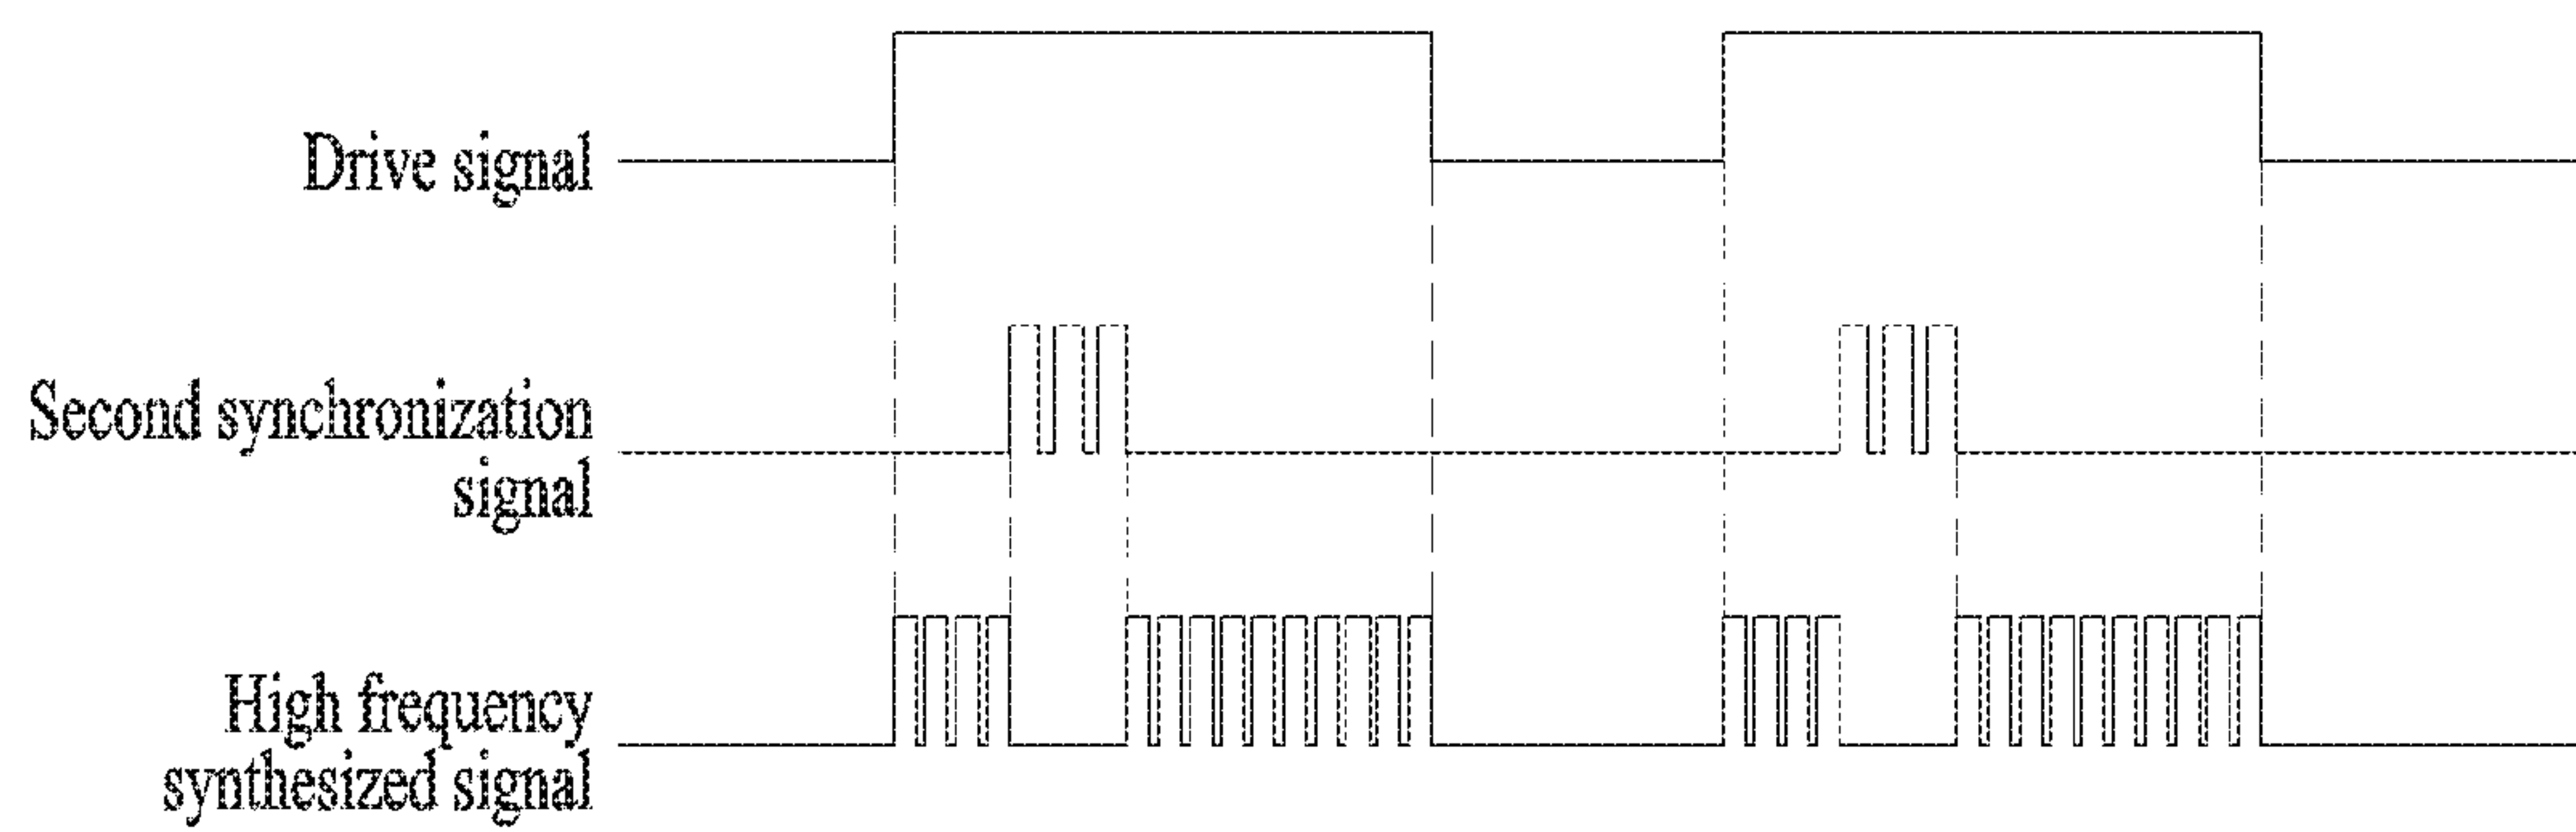 Drive signal
Second synchronization
signal
High frequency
synthesized signal